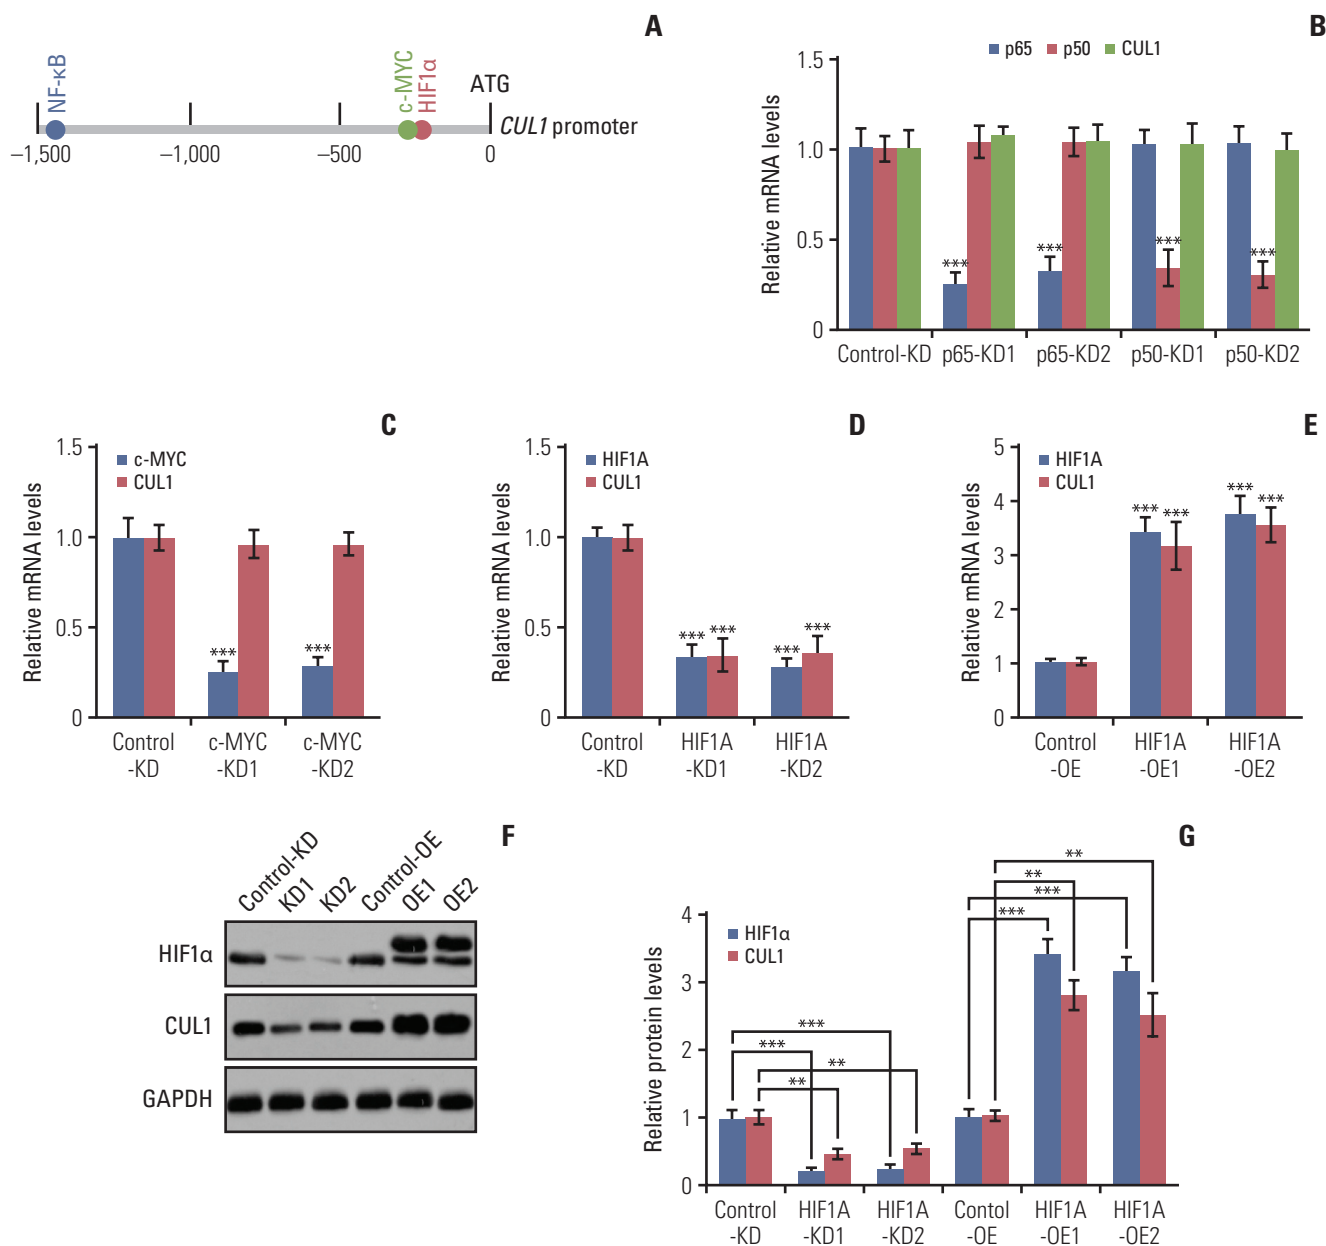 A
NF-κB
c-MYC
HIF1α
ATG
CUL1 promoter
–1,500
–1,000
–500
0
B
p65
p50
CUL1
Relative mRNA levels
1.5
1.0
0.5
0
***
***
***
***
Control-KD
p65-KD1
p65-KD2
p50-KD1
p50-KD2
C
c-MYC
CUL1
Relative mRNA levels
1.5
1.0
0.5
0
***
***
Control
-KD
c-MYC
-KD1
c-MYC
-KD2
D
HIF1A
CUL1
Relative mRNA levels
1.5
1.0
0.5
0
***
***
***
***
Control
-KD
HIF1A
-KD1
HIF1A
-KD2
E
HIF1A
CUL1
Relative mRNA levels
5
4
3
2
1
0
***
***
***
***
Control
-OE
HIF1A
-OE1
HIF1A
-OE2
F
Control-KD
KD1
KD2
Control-OE
OE1
OE2
HIF1α
CUL1
GAPDH
G
HIF1α
CUL1
Relative protein levels
4
3
2
1
0
***
***
**
**
**
**
***
***
Control
-KD
HIF1A
-KD1
HIF1A
-KD2
Contol
-OE
HIF1A
-OE1
HIF1A
-OE2